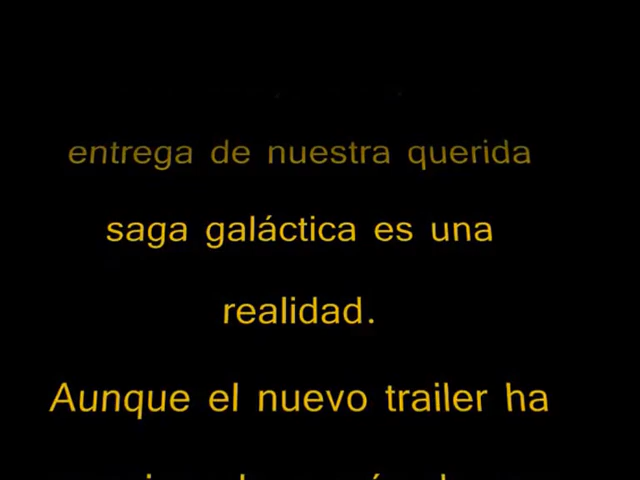 entrega de nuestra querida
saga galáctica es una
realidad.
Aunque el nuevo trailer ha